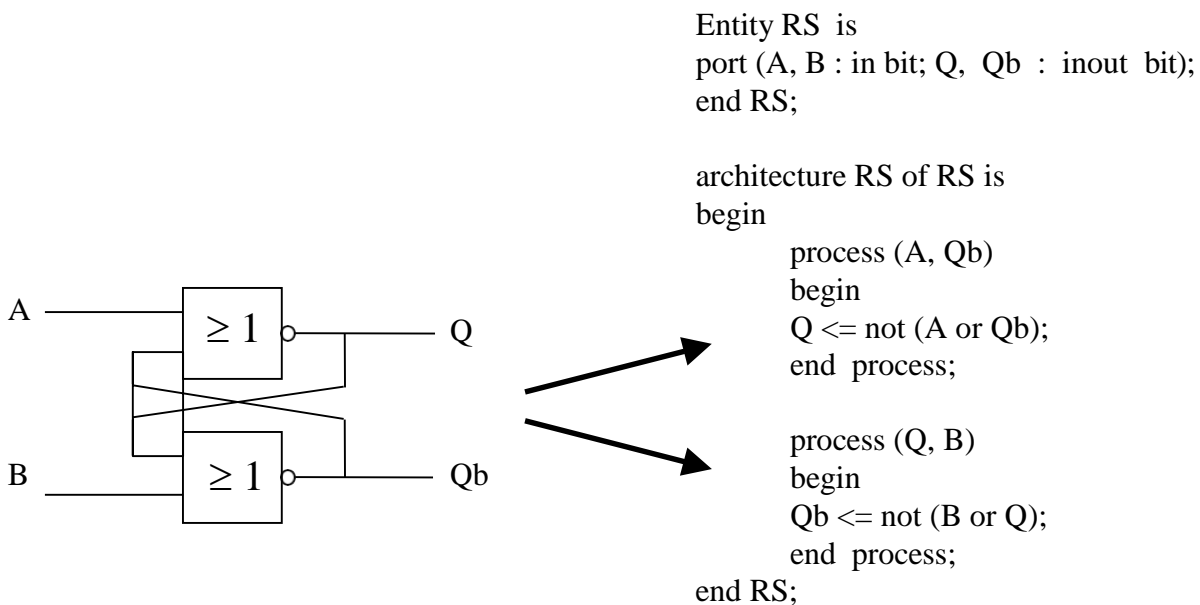 Entity RS is
port (A, B : in bit; Q, Qb : inout bit);
end RS;
architecture RS of RS is
begin
process (A, Qb)
begin
Q <= not (A or Qb);
end process;
process (Q, B)
begin
Qb <= not (B or Q);
end process;
end RS;
A
≥ 1
Q
B
≥ 1
Qb